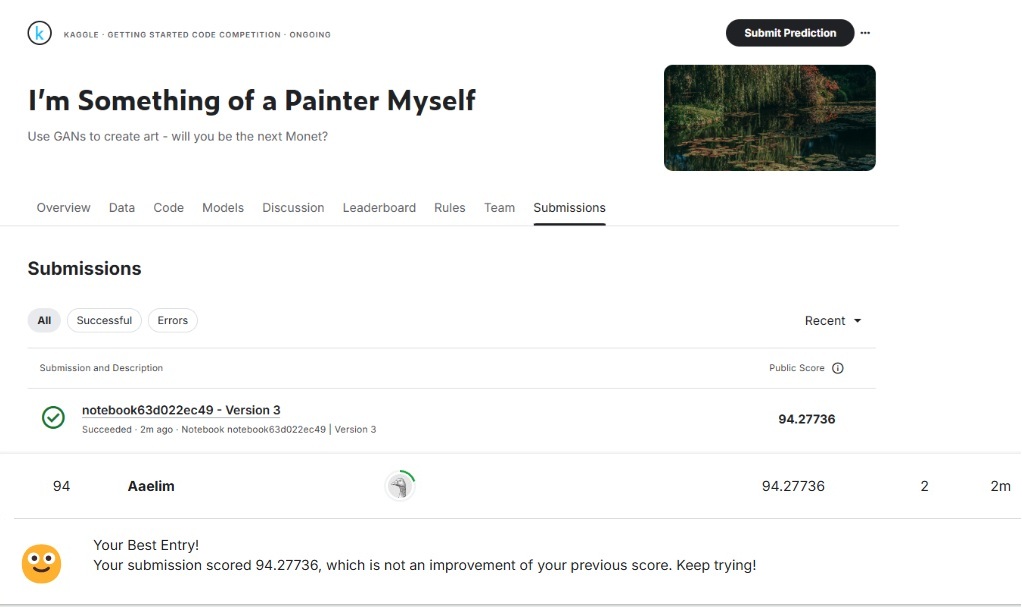 k KAGGLE · GETTING STARTED CODE COMPETITION · ONGOING
Submit Prediction
I'm Something of a Painter Myself
Use GANs to create art - will you be the next Monet?
Overview Data Code Models Discussion Leaderboard Rules Team Submissions
Submissions
All Successful Errors Recent
Submission and Description Public Score
notebook63d022ec49 - Version 3
Succeeded · 2m ago · Notebook notebook63d022ec49 | Version 3
94.27736
94 Aaelim 94.27736 2 2m
Your Best Entry!
Your submission scored 94.27736, which is not an improvement of your previous score. Keep trying!